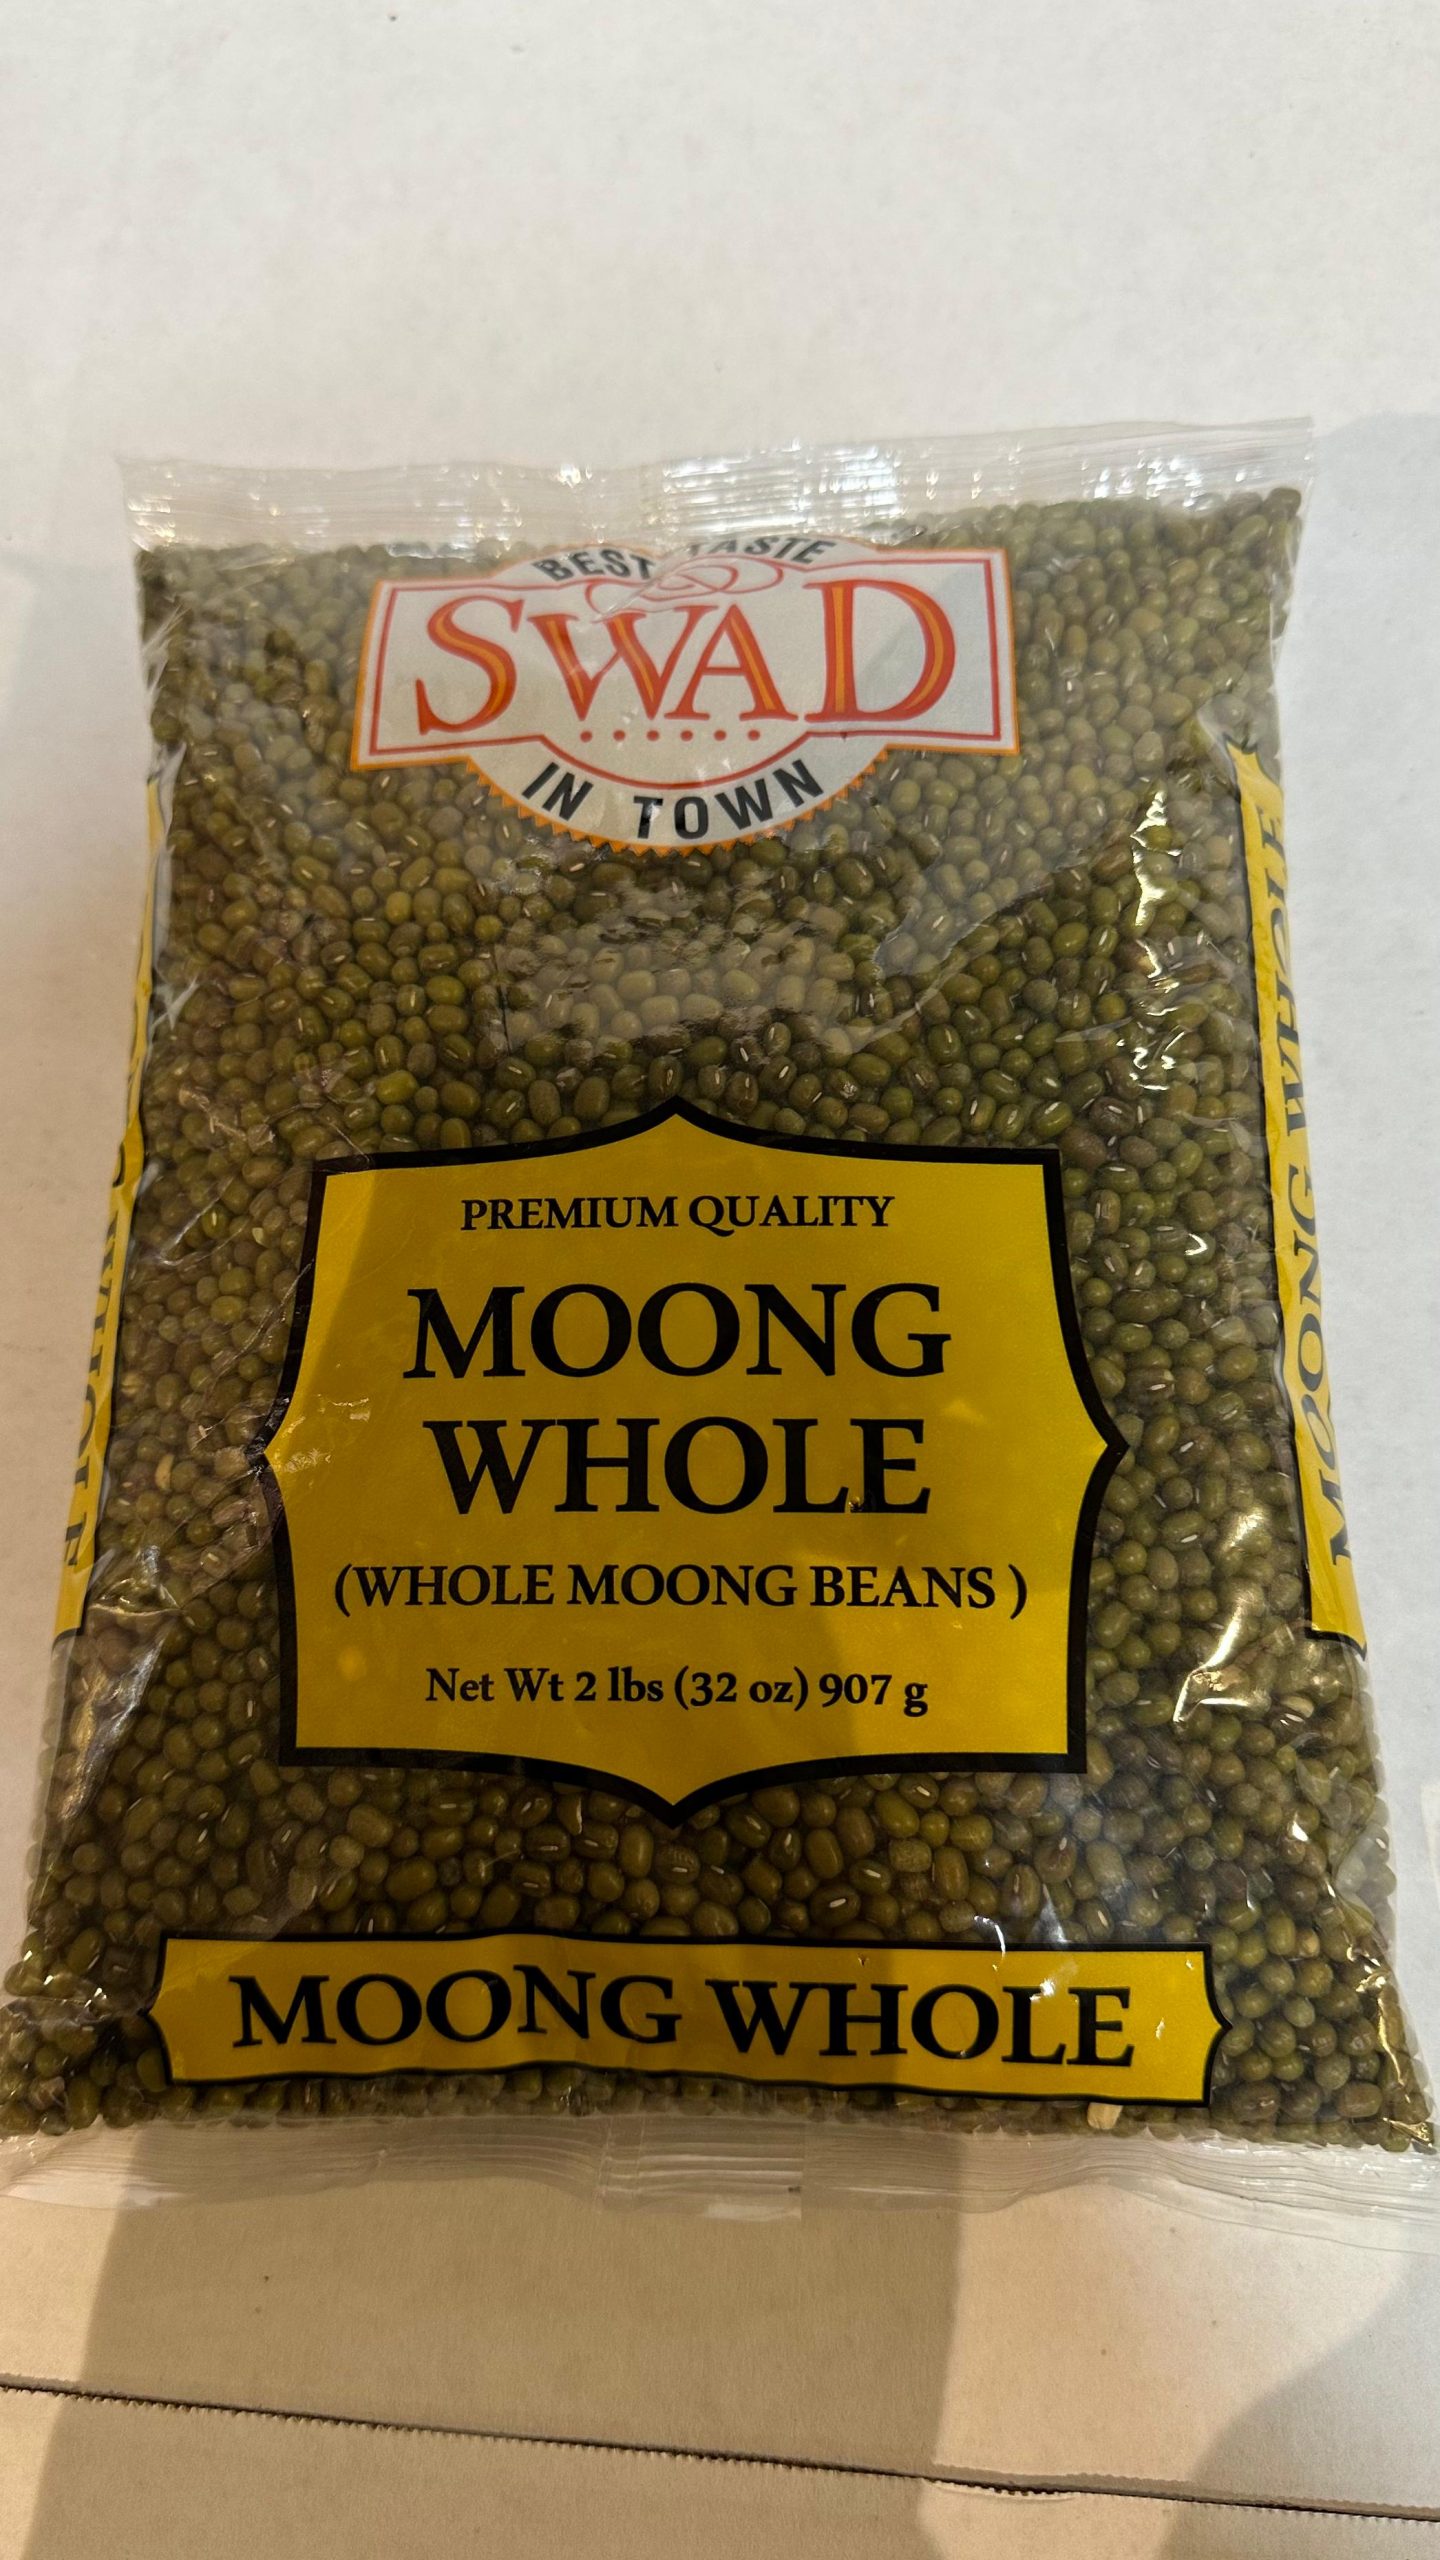 BEST TASTE
SWAD
IN TOWN
PREMIUM QUALITY
MOONG
WHOLE
(WHOLE MOONG BEANS )
Net Wt 2 lbs (32 oz) 907 g
MOONG WHOLE
MOONG WHOLE
WHOLE